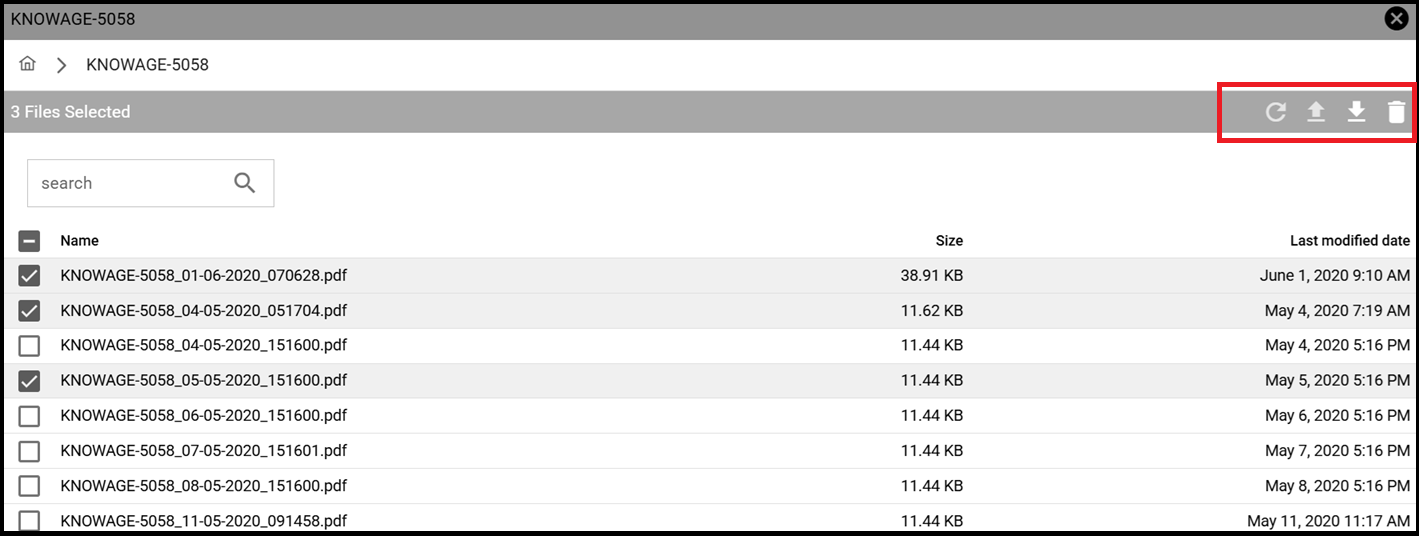 KNOWAGE-5058
KNOWAGE-5058
3 Files Selected
search
Name Size Last modified date
KNOWAGE-5058_01-06-2020_070628.pdf 38.91 KB June 1, 2020 9:10 AM
KNOWAGE-5058_04-05-2020_051704.pdf 11.62 KB May 4, 2020 7:19 AM
KNOWAGE-5058_04-05-2020_151600.pdf 11.44 KB May 4, 2020 5:16 PM
KNOWAGE-5058_05-05-2020_151600.pdf 11.44 KB May 5, 2020 5:16 PM
KNOWAGE-5058_06-05-2020_151600.pdf 11.44 KB May 6, 2020 5:16 PM
KNOWAGE-5058_07-05-2020_151601.pdf 11.44 KB May 7, 2020 5:16 PM
KNOWAGE-5058_08-05-2020_151600.pdf 11.44 KB May 8, 2020 5:16 PM
KNOWAGE-5058_11-05-2020_091458.pdf 11.44 KB May 11, 2020 11:17 AM